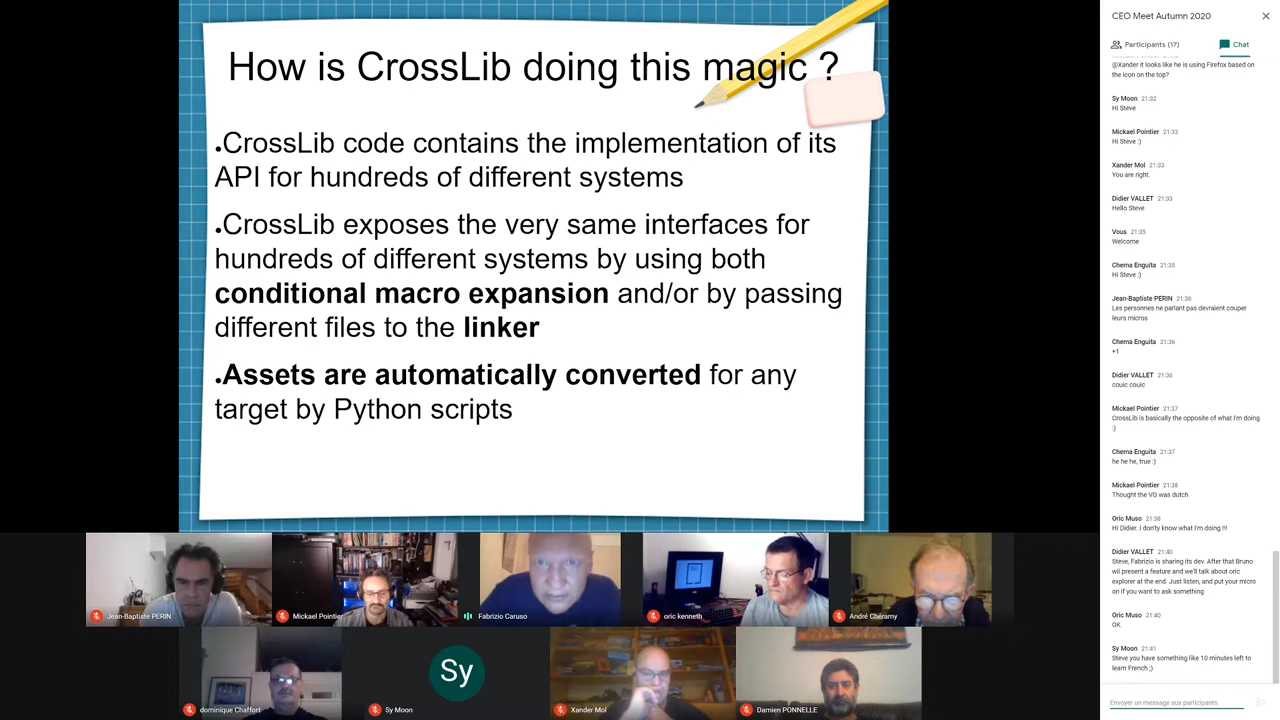 How is CrossLib doing this magic ?
•CrossLib code contains the implementation of its
API for hundreds of different systems
•CrossLib exposes the very same interfaces for
hundreds of different systems by using both
conditional macro expansion and/or by passing
different files to the linker
•Assets are automatically converted for any
target by Python scripts
Jean-Baptiste PERIN
Mickael Pointier
Fabrizio Caruso
oric kenneth
André Chéramy
dominique Chaffort
Sy
Sy Moon
Xander Mol
Damien PONNELLE
CEO Meet Autumn 2020
Participants (17)
Chat
@Xander it looks like he is using Firefox based on
the icon on the top?
Sy Moon 21:32
Hi Steve
Mickael Pointier 21:33
Hi Steve :)
Xander Mol 21:33
You are right.
Didier VALLET 21:33
Hello Steve
Vous 21:35
Welcome
Chema Enguita 21:35
Hi Steve :)
Jean-Baptiste PERIN 21:36
Les personnes ne parlant pas devraient couper
leurs micros
Chema Enguita 21:36
+1
Didier VALLET 21:36
couic couic
Mickael Pointier 21:37
CrossLib is basically the opposite of what I'm doing
:)
Chema Enguita 21:37
he he he, true :)
Mickael Pointier 21:38
Thought the VG was dutch
Oric Muso 21:38
Hi Didier. I don'ty know what I'm doing !!!
Didier VALLET 21:40
Steve, Fabrizio is sharing its dev. After that Bruno
wil present a feature and we'll talk about oric
explorer at the end. Just listen, and put your micro
on if you want to ask something
Oric Muso 21:40
OK
Sy Moon 21:41
Steve you have something like 10 minutes left to
learn French ;)
Envoyer un message aux participants